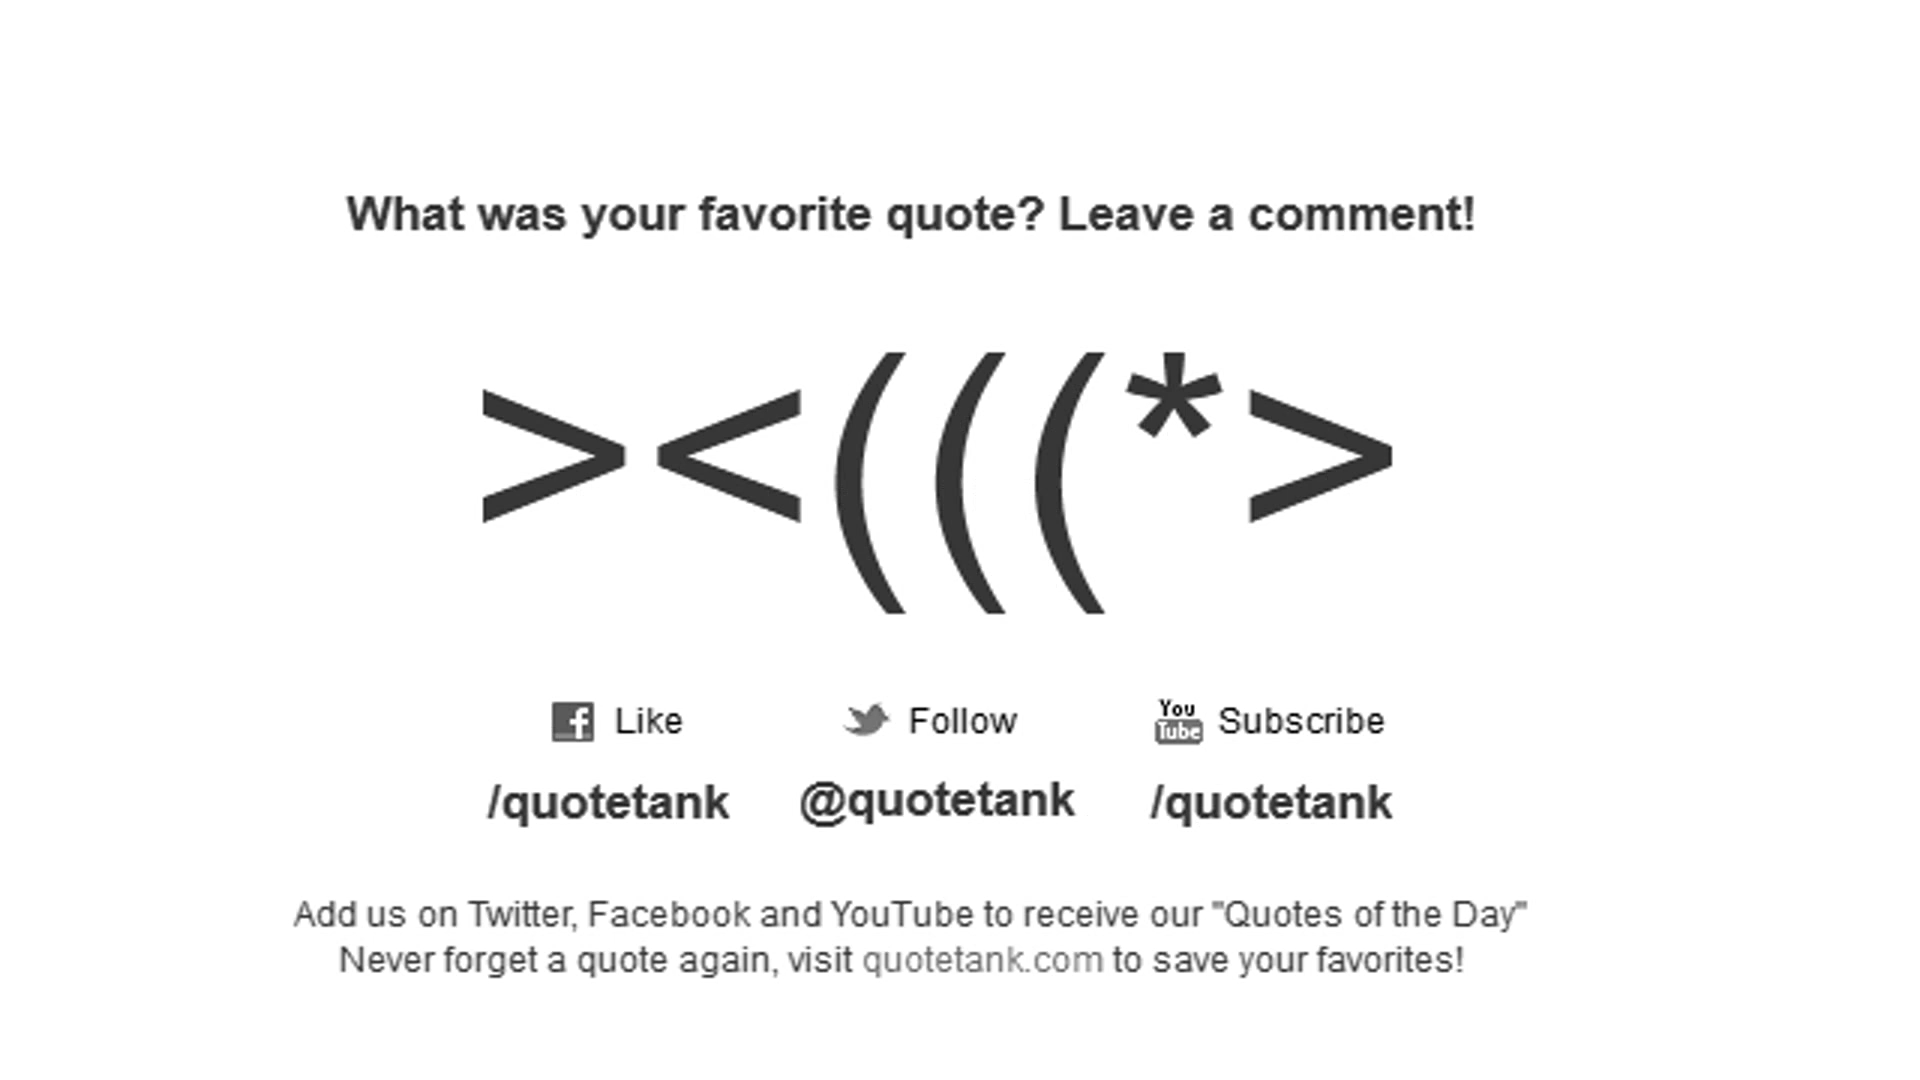 What was your favorite quote? Leave a comment!
><(((*>
f Like
Follow
You Tube Subscribe
/quotetank
@quotetank
/quotetank
Add us on Twitter, Facebook and YouTube to receive our "Quotes of the Day"
Never forget a quote again, visit quotetank.com to save your favorites!